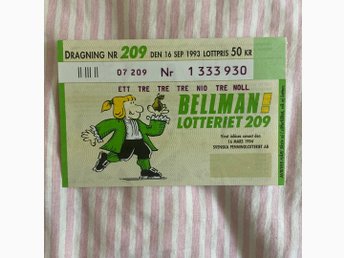 DRAGNING NR 209 DEN 16 SEP 1993 LOTTPRIS 50 KR
07 209 Nr 1 333 930
ETT TRE TRE TRE NIO TRE NOLL
BELLMAN!
LOTTERIET 209
Vinst inlöses senast den
16 MARS 1994
SVENSKA PENNINGLOTTERIET AB